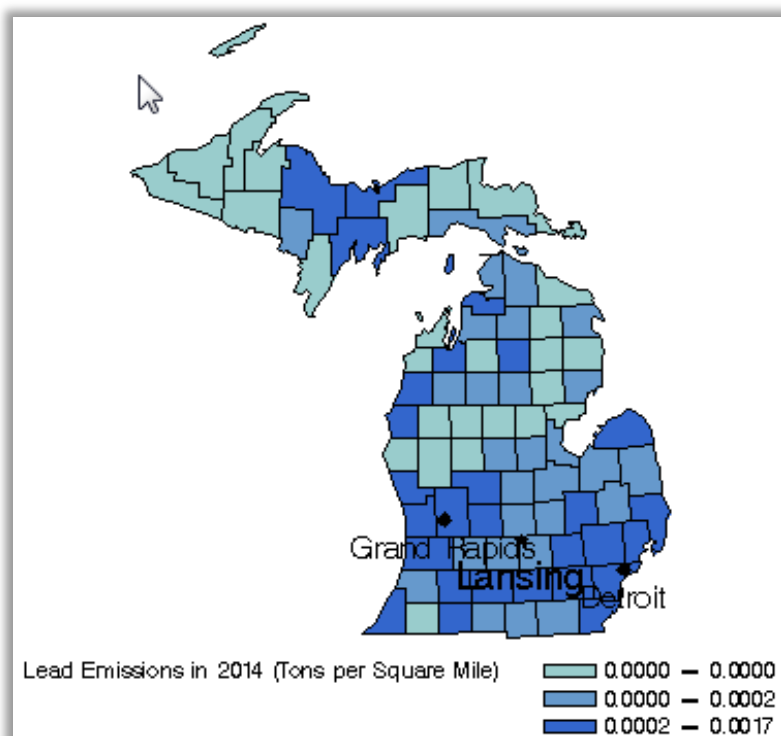 Grand Rapids
Lansing
Detroit
Lead Emissions in 2014 (Tons per Square Mile)
0.0000 – 0.0000
0.0000 – 0.0002
0.0002 – 0.0017